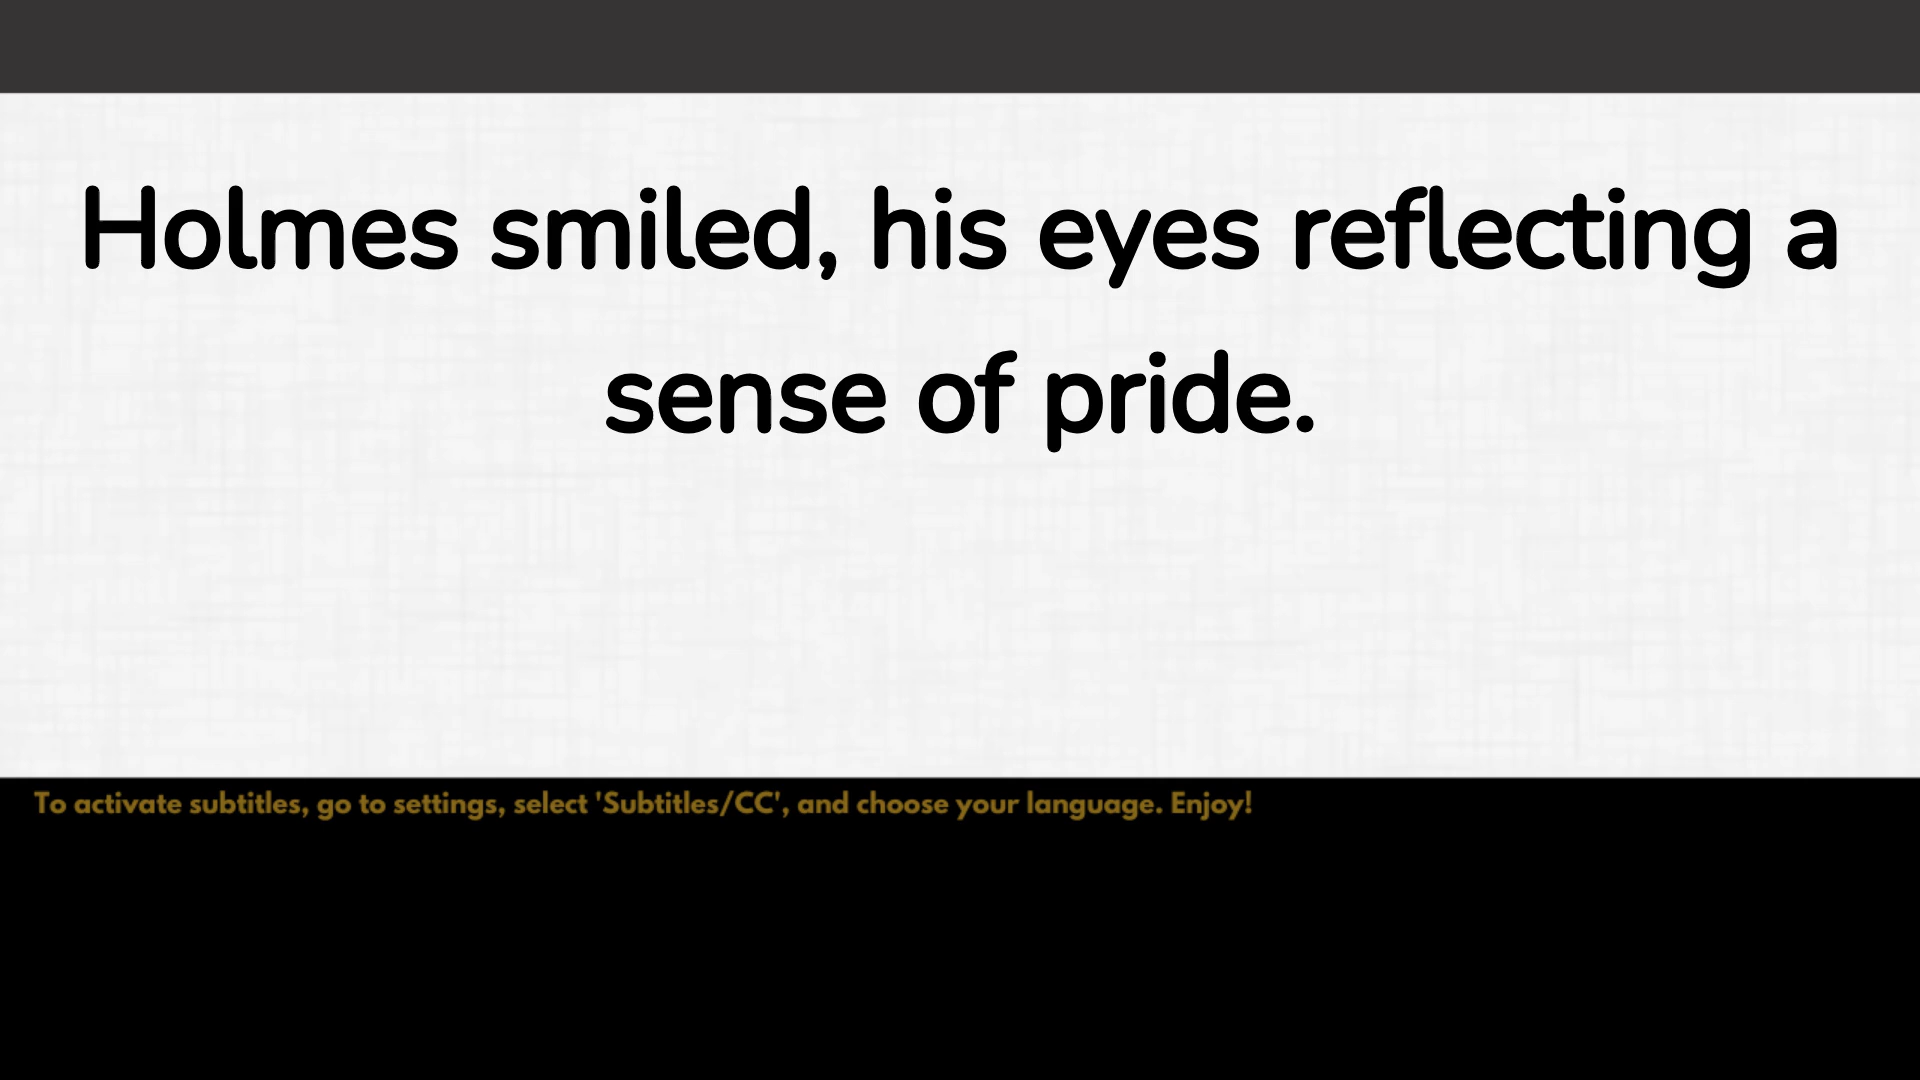 Holmes smiled, his eyes reflecting a
sense of pride.
To activate subtitles, go to settings, select 'Subtitles/CC', and choose your language. Enjoy!